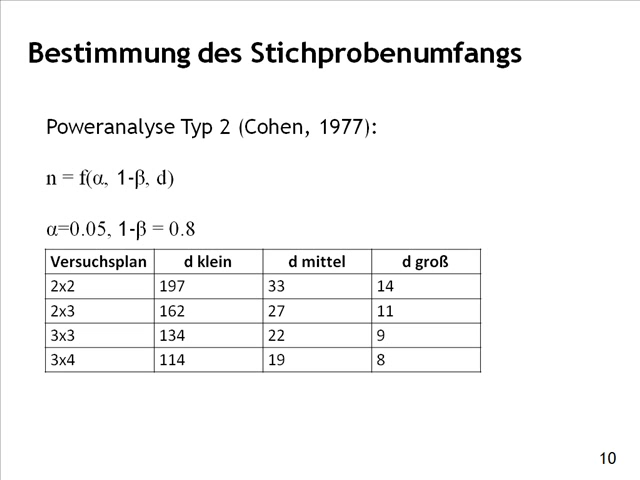 Bestimmung des Stichprobenumfangs
Poweranalyse Typ 2 (Cohen, 1977):
n = f(α, 1-β, d)
α=0.05, 1-β = 0.8
Versuchsplan d klein d mittel d groß
2x2 197 33 14
2x3 162 27 11
3x3 134 22 9
3x4 114 19 8
10